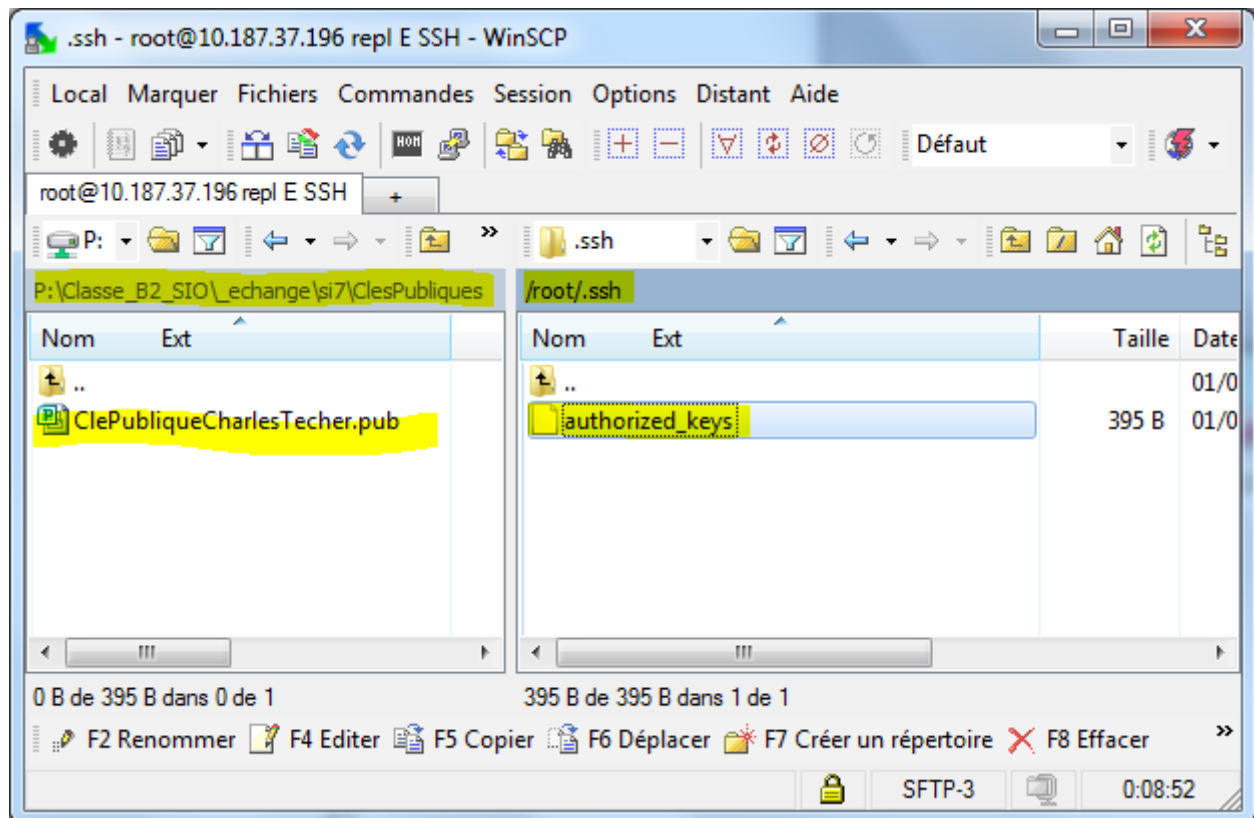 .ssh - root@10.187.37.196 repl E SSH - WinSCP
Local Marquer Fichiers Commandes Session Options Distant Aide
Défaut
root@10.187.37.196 repl E SSH +
P: .ssh
P:\Classe_B2_SIO\_echange\si7\ClesPubliques /root/.ssh
Nom Ext Nom Ext Taille Date
.. .. 01/0
ClePubliqueCharlesTecher.pub authorized_keys 395 B 01/0
0 B de 395 B dans 0 de 1 395 B de 395 B dans 1 de 1
F2 Renommer F4 Editer F5 Copier F6 Déplacer F7 Créer un répertoire F8 Effacer »
SFTP-3 0:08:52